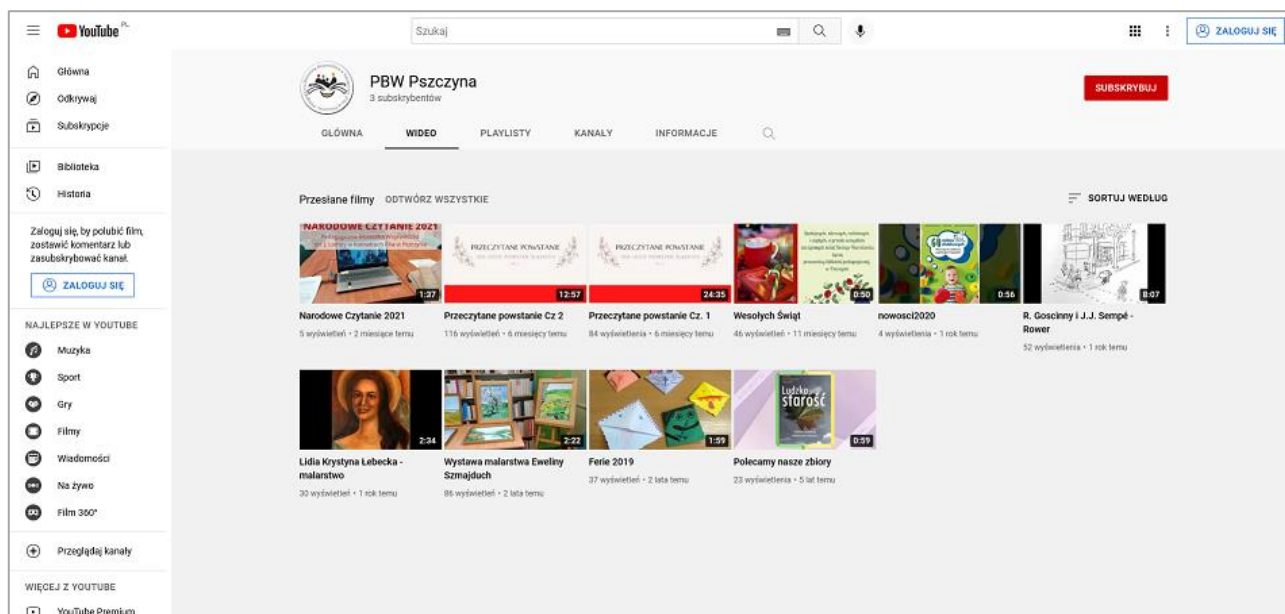 YouTube PL
Szukaj
ZALOGUJ SIĘ
Główna
Odkrywaj
Subskrypcje
Biblioteka
Historia
Zaloguj się, by polubić film,
zostawić komentarz lub
zasubskrybować kanał.
ZALOGUJ SIĘ
NAJLEPSZE W YOUTUBE
Muzyka
Sport
Gry
Filmy
Wiadomości
Na żywo
Film 360°
Przeglądaj kanały
WIĘCEJ Z YOUTUBE
YouTube Premium
PBW Pszczyna
3 subskrybentów
SUBSKRYBUJ
GŁÓWNA WIDEO PLAYLISTY KANAŁY INFORMACJE
Przesłane filmy ODTWÓRZ WSZYSTKIE
SORTUJ WEDŁUG
NARODOWE CZYTANIE 2021
1:37
Narodowe Czytanie 2021
5 wyświetleń • 2 miesiące temu
PRZECZYTANE POWSTANIE
12:57
Przeczytane powstanie Cz 2
116 wyświetleń • 6 miesięcy temu
PRZECZYTANE POWSTANIE
24:35
Przeczytane powstanie Cz. 1
84 wyświetlenia • 6 miesięcy temu
0:50
Wesołych Świąt
46 wyświetleń • 11 miesięcy temu
0:56
nowosci2020
4 wyświetlenia • 1 rok temu
8:07
R. Goscinny i J.J. Sempé -
Rower
52 wyświetlenia • 1 rok temu
2:34
Lidia Krystyna Łebecka -
malarstwo
30 wyświetleń • 1 rok temu
2:22
Wystawa malarstwa Eweliny
Szmajduch
86 wyświetleń • 2 lata temu
1:59
Ferie 2019
37 wyświetleń • 2 lata temu
Ludzka
starość
0:59
Polecamy nasze zbiory
23 wyświetlenia • 5 lat temu